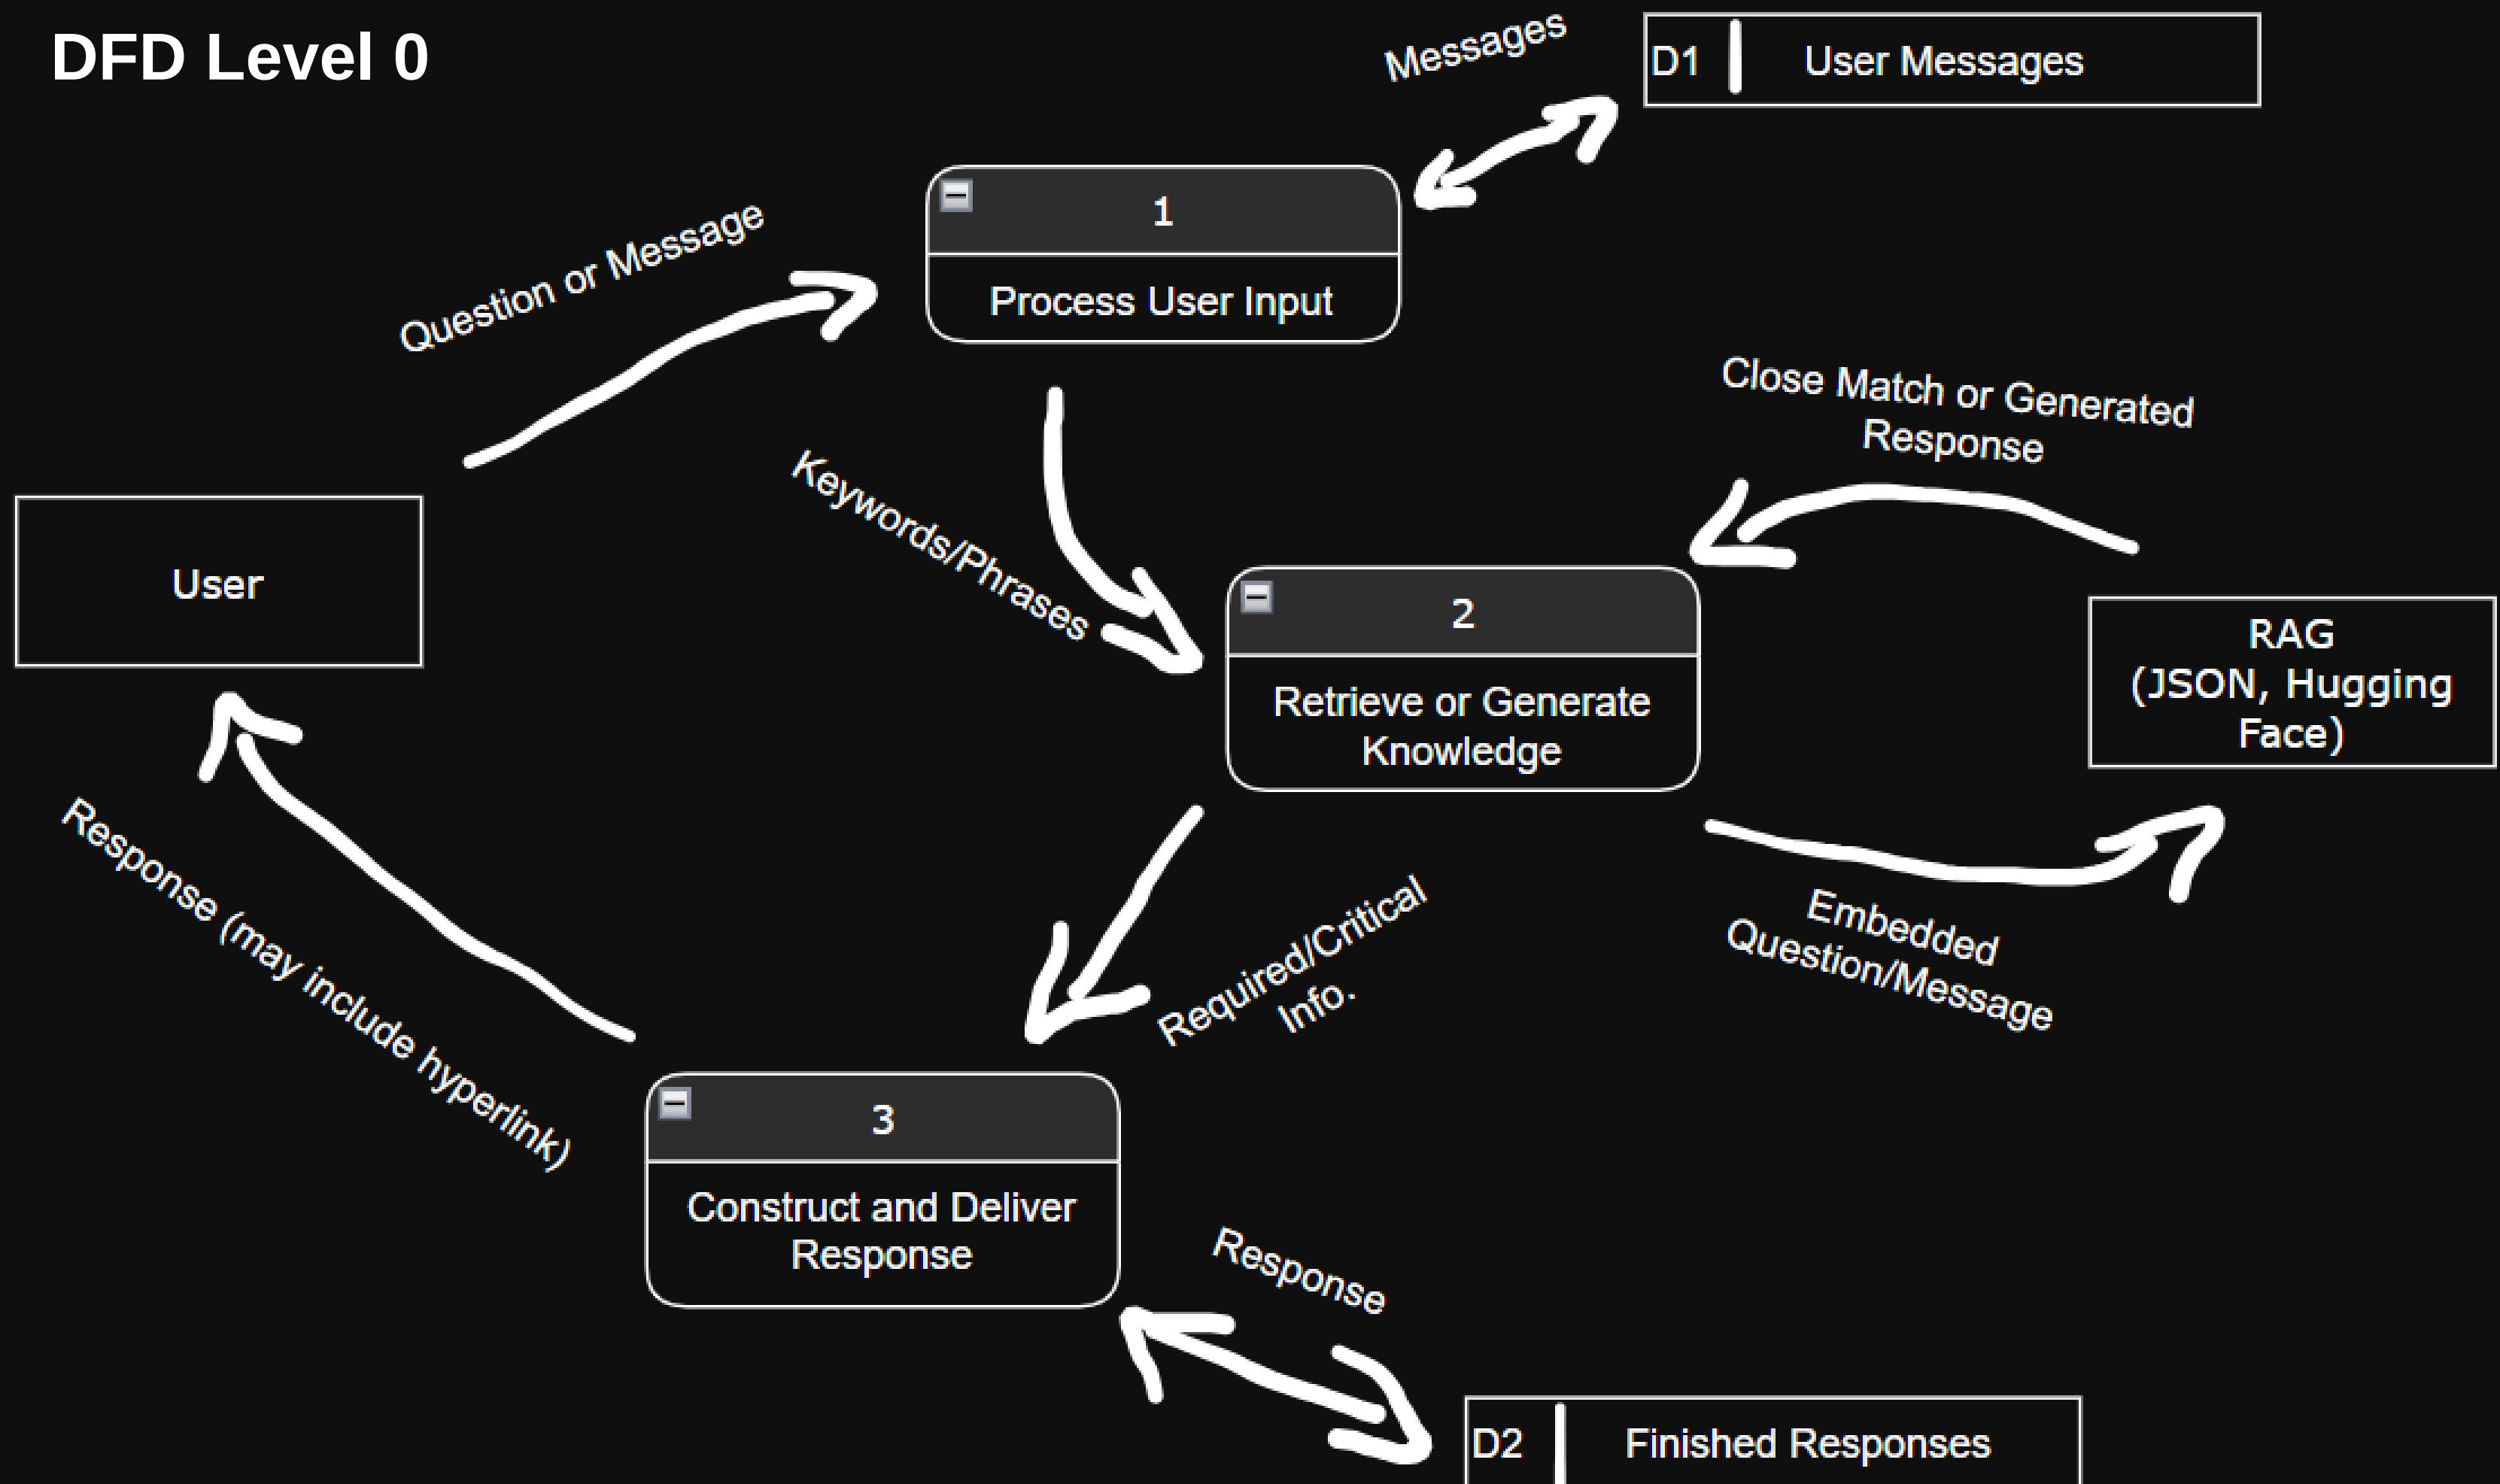 DFD Level 0
Messages
D1
User Messages
1
Process User Input
Question or Message
Close Match or Generated
Response
Keywords/Phrases
User
2
Retrieve or Generate
Knowledge
RAG
(JSON, Hugging
Face)
Response (may include hyperlink)
Required/Critical
Info.
Embedded
Question/Message
3
Construct and Deliver
Response
Response
D2
Finished Responses